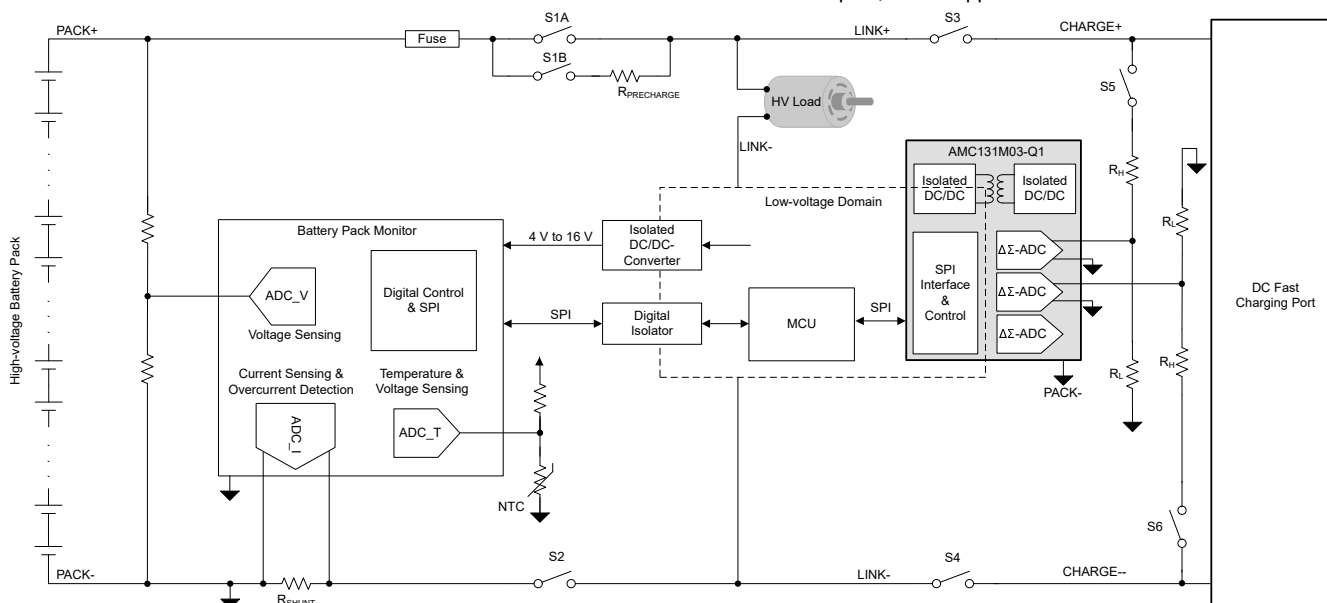 S1A
PACK+
Fuse
LINK+
S3
CHARGE+
S1B
RPRECHARGE
S5
HV Load
LINK-
AMC131M03-Q1
Isolated
DC/DC
Isolated
DC/DC
RH
Low-voltage Domain
RL
High-voltage Battery Pack
Battery Pack Monitor
4 V to 16 V
Isolated
DC/DC-
Converter
ΔΣ-ADC
ADC_V
Voltage Sensing
Digital Control
& SPI
SPI
Digital
Isolator
MCU
SPI
SPI
Interface
&
Control
ΔΣ-ADC
ΔΣ-ADC
DC Fast
Charging Port
Current Sensing &
Overcurrent Detection
Temperature &
Voltage Sensing
RL
RH
PACK-
ADC_I
ADC_T
NTC
S6
PACK-
RSHUNT
S2
LINK-
S4
CHARGE--